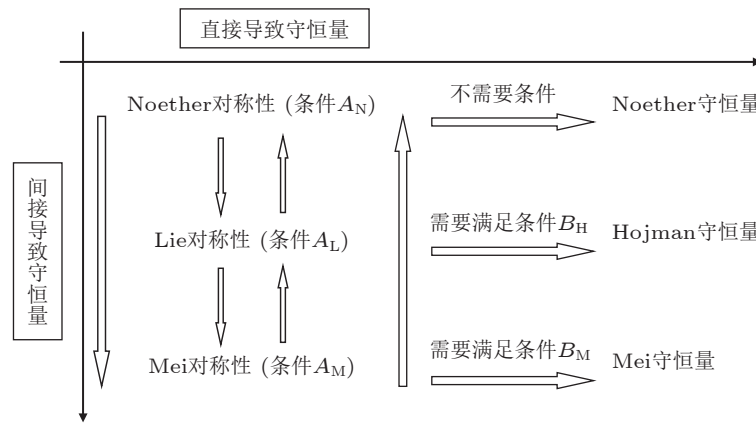 直接导致守恒量
Noether对称性 (条件A_N)
不需要条件
Noether守恒量
间接导致守恒量
Lie对称性 (条件A_L)
需要满足条件B_H
Hojman守恒量
Mei对称性 (条件A_M)
需要满足条件B_M
Mei守恒量